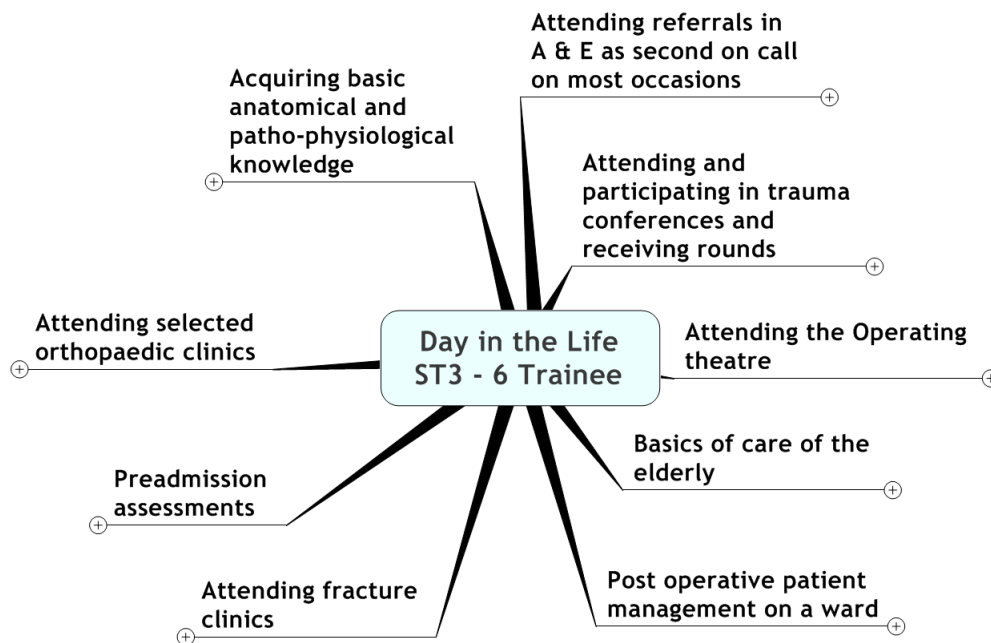 Attending referrals in
A & E as second on call
on most occasions
Acquiring basic
anatomical and
patho-physiological
knowledge
Attending and
participating in trauma
conferences and
receiving rounds
Attending selected
orthopaedic clinics
Day in the Life
ST3 - 6 Trainee
Attending the Operating
theatre
Basics of care of the
elderly
Preadmission
assessments
Attending fracture
clinics
Post operative patient
management on a ward